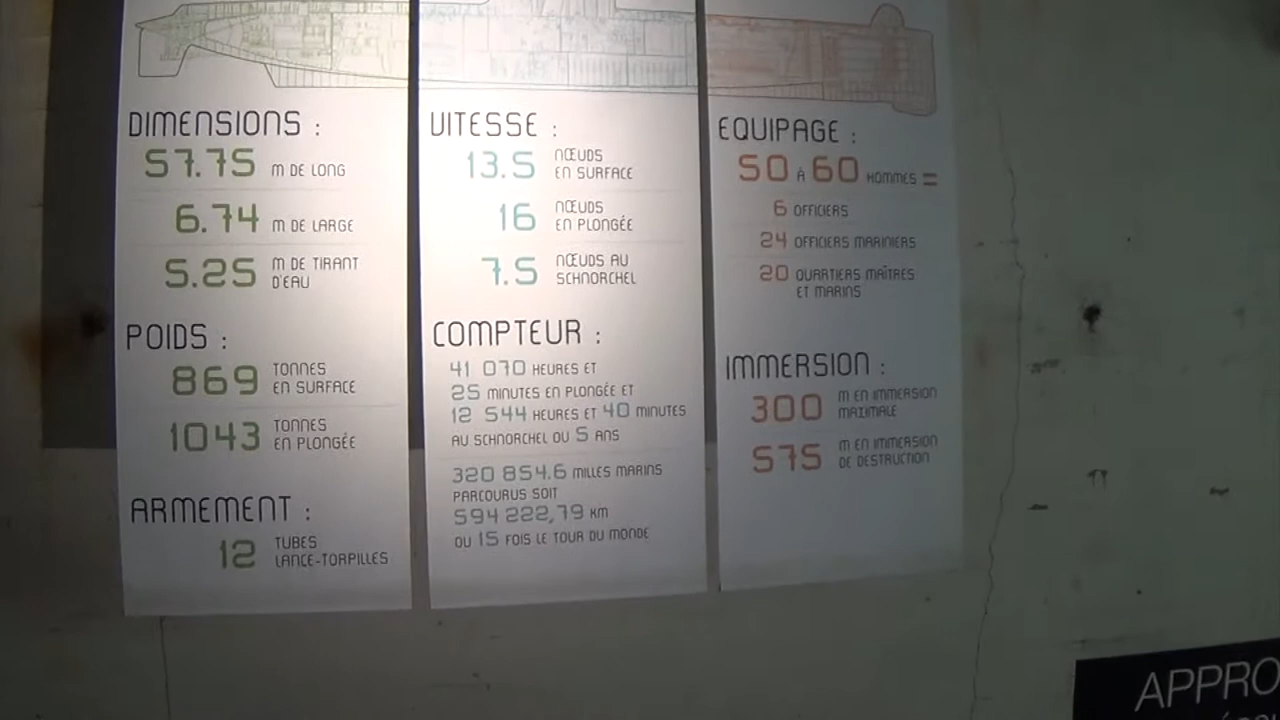 DIMENSIONS :
57.75 M DE LONG
6.74 M DE LARGE
5.25 M DE TIRANT
D'EAU
POIDS :
869 TONNES
EN SURFACE
1043 TONNES
EN PLONGÉE
ARMEMENT :
12 TUBES
LANCE-TORPILLES
VITESSE :
13.5 NŒUDS
EN SURFACE
16 NŒUDS
EN PLONGÉE
7.5 NŒUDS AU
SCHNORCHEL
COMPTEUR :
41 070 HEURES ET
25 MINUTES EN PLONGÉE ET
12 544 HEURES ET 40 MINUTES
AU SCHNORCHEL OU 5 ANS
320 854.6 MILLES MARINS
PARCOURUS SOIT
594 222,79 KM
OU 15 FOIS LE TOUR DU MONDE
EQUIPAGE :
50 À 60 HOMMES =
6 OFFICIERS
24 OFFICIERS MARINIERS
20 QUARTIERS MAÎTRES
ET MARINS
IMMERSION :
300 M EN IMMERSION
MAXIMALE
575 M EN IMMERSION
DE DESTRUCTION
APPRO